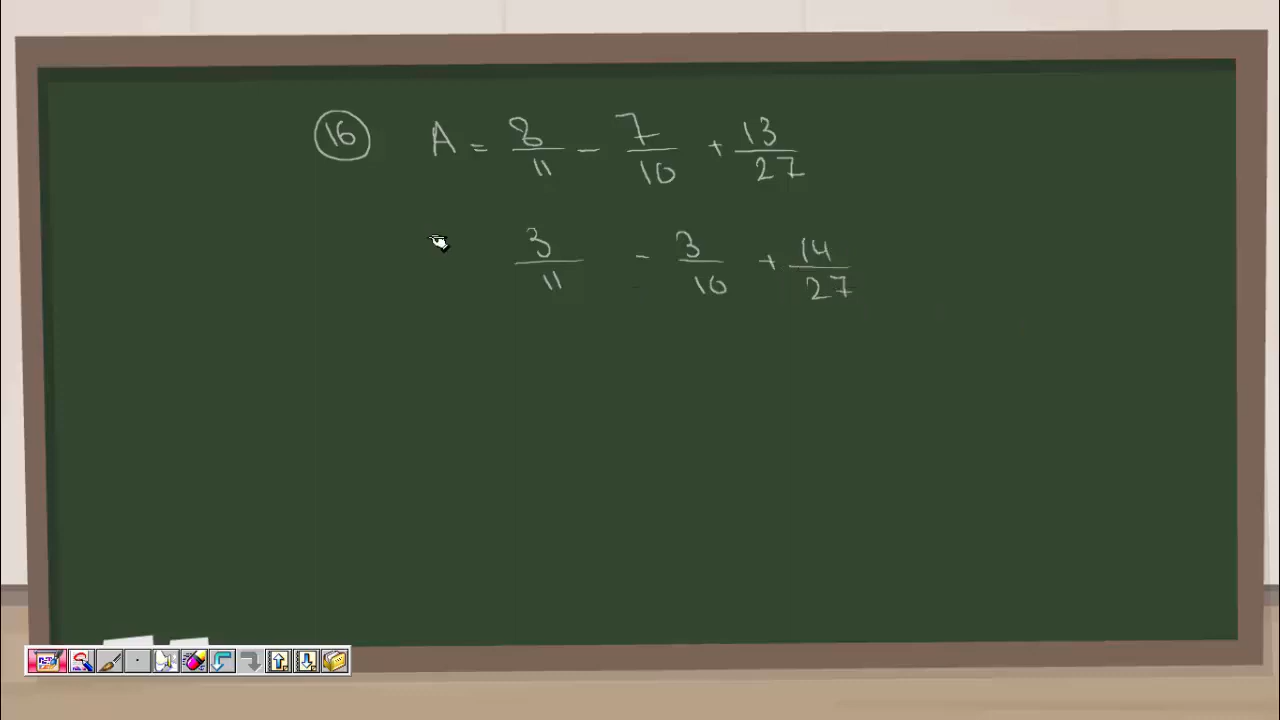 16 A = 8/11 - 7/10 + 13/27
3/11 - 3/10 + 14/27